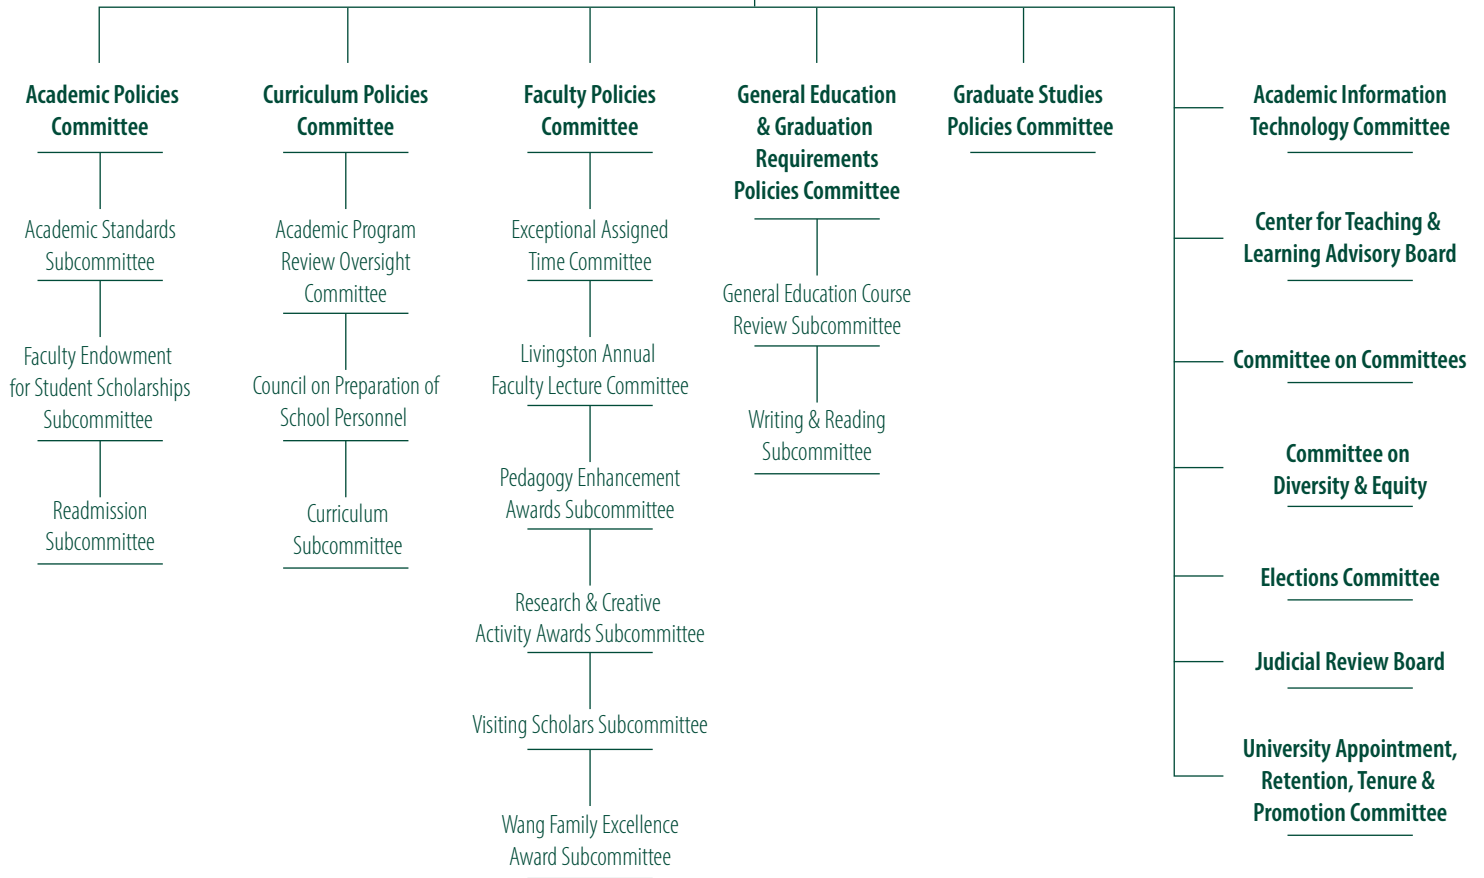 Academic Policies
Committee
Academic Standards
Subcommittee
Faculty Endowment
for Student Scholarships
Subcommittee
Readmission
Subcommittee
Curriculum Policies
Committee
Academic Program
Review Oversight
Committee
Council on Preparation of
School Personnel
Curriculum
Subcommittee
Faculty Policies
Committee
Exceptional Assigned
Time Committee
Livingston Annual
Faculty Lecture Committee
Pedagogy Enhancement
Awards Subcommittee
Research & Creative
Activity Awards Subcommittee
Visiting Scholars Subcommittee
Wang Family Excellence
Award Subcommittee
General Education
& Graduation
Requirements
Policies Committee
General Education Course
Review Subcommittee
Writing & Reading
Subcommittee
Graduate Studies
Policies Committee
Academic Information
Technology Committee
Center for Teaching &
Learning Advisory Board
Committee on Committees
Committee on
Diversity & Equity
Elections Committee
Judicial Review Board
University Appointment,
Retention, Tenure &
Promotion Committee